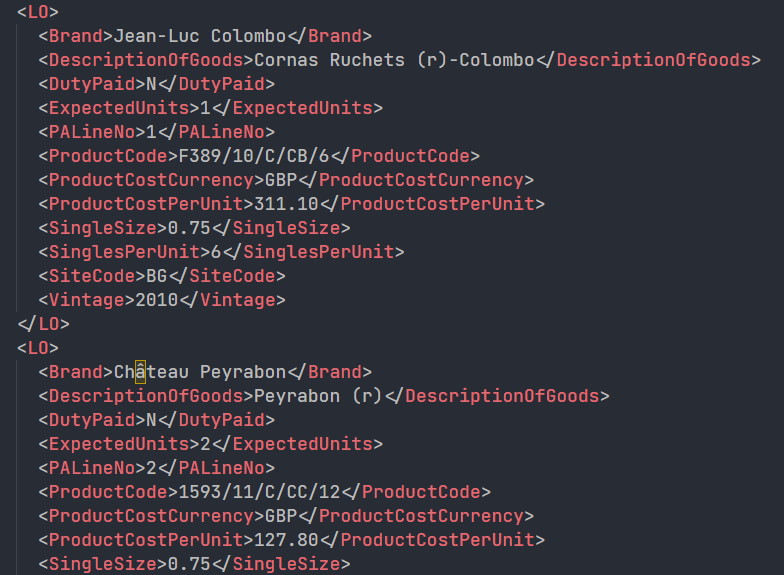 <LO>
<Brand>Jean-Luc Colombo</Brand>
<DescriptionOfGoods>Cornas Ruchets (r)-Colombo</DescriptionOfGoods>
<DutyPaid>N</DutyPaid>
<ExpectedUnits>1</ExpectedUnits>
<PALineNo>1</PALineNo>
<ProductCode>F389/10/C/CB/6</ProductCode>
<ProductCostCurrency>GBP</ProductCostCurrency>
<ProductCostPerUnit>311.10</ProductCostPerUnit>
<SingleSize>0.75</SingleSize>
<SinglesPerUnit>6</SinglesPerUnit>
<SiteCode>BG</SiteCode>
<Vintage>2010</Vintage>
</LO>
<LO>
<Brand>Château Peyrabon</Brand>
<DescriptionOfGoods>Peyrabon (r)</DescriptionOfGoods>
<DutyPaid>N</DutyPaid>
<ExpectedUnits>2</ExpectedUnits>
<PALineNo>2</PALineNo>
<ProductCode>1593/11/C/CC/12</ProductCode>
<ProductCostCurrency>GBP</ProductCostCurrency>
<ProductCostPerUnit>127.80</ProductCostPerUnit>
<SingleSize>0.75</SingleSize>